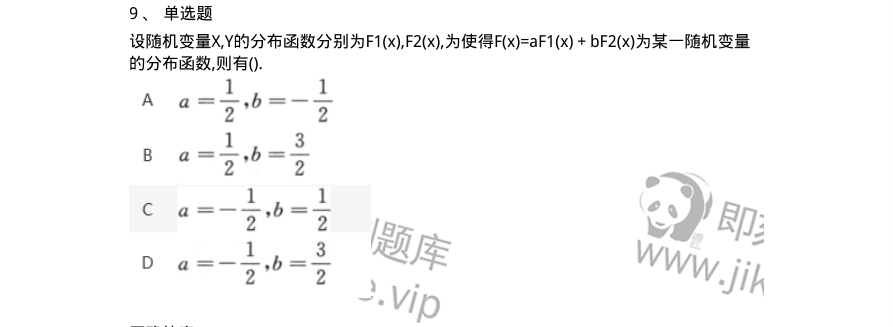 9、 单选题
设随机变量X,Y的分布函数分别为F1(x),F2(x),为使得F(x)=aF1(x) + bF2(x)为某一随机变量
的分布函数,则有().
A a = 1/2 , b = - 1/2
B a = 1/2 , b = 3/2
C a = - 1/2 , b = 1/2
D a = - 1/2 , b = 3/2
题库
.vip
即
www.jik